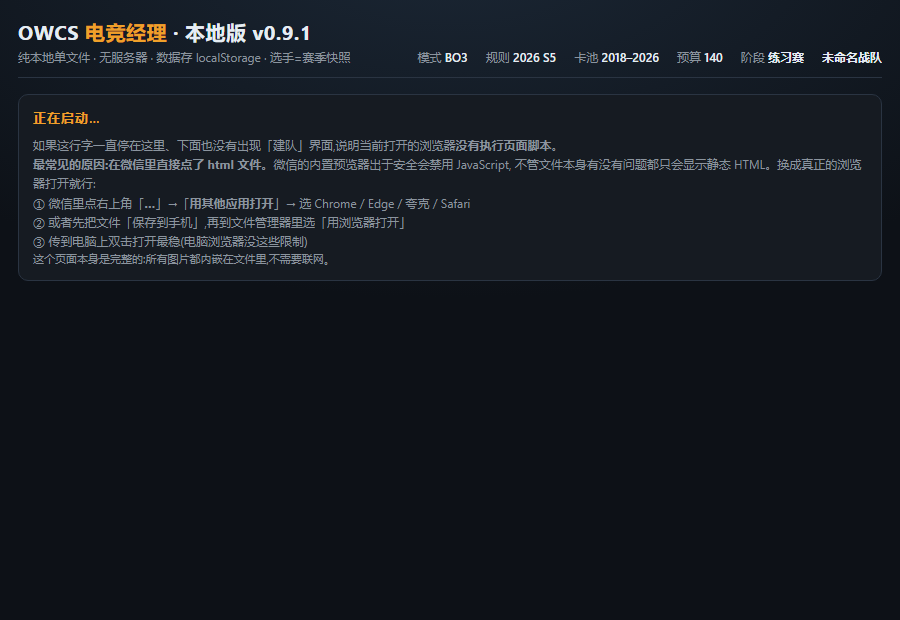 OWCS 电竞经理 · 本地版 v0.9.1
纯本地单文件 · 无服务器 · 数据存 localStorage · 选手=赛季快照
模式 BO3 规则 2026 S5 卡池 2018–2026 预算 140 阶段 练习赛 未命名战队
正在启动…
如果这行字一直停在这里、下面也没有出现「建队」界面,说明当前打开的浏览器没有执行页面脚本。
最常见的原因:在微信里直接点了 html 文件。微信的内置预览器出于安全会禁用 JavaScript, 不管文件本身有没有问题都只会显示静态 HTML。换成真正的浏览
器打开就行:
① 微信里点右上角「…」→「用其他应用打开」→ 选 Chrome / Edge / 夸克 / Safari
② 或者先把文件「保存到手机」,再到文件管理器里选「用浏览器打开」
③ 传到电脑上双击打开最稳(电脑浏览器没这些限制)
这个页面本身是完整的:所有图片都内嵌在文件里,不需要联网。